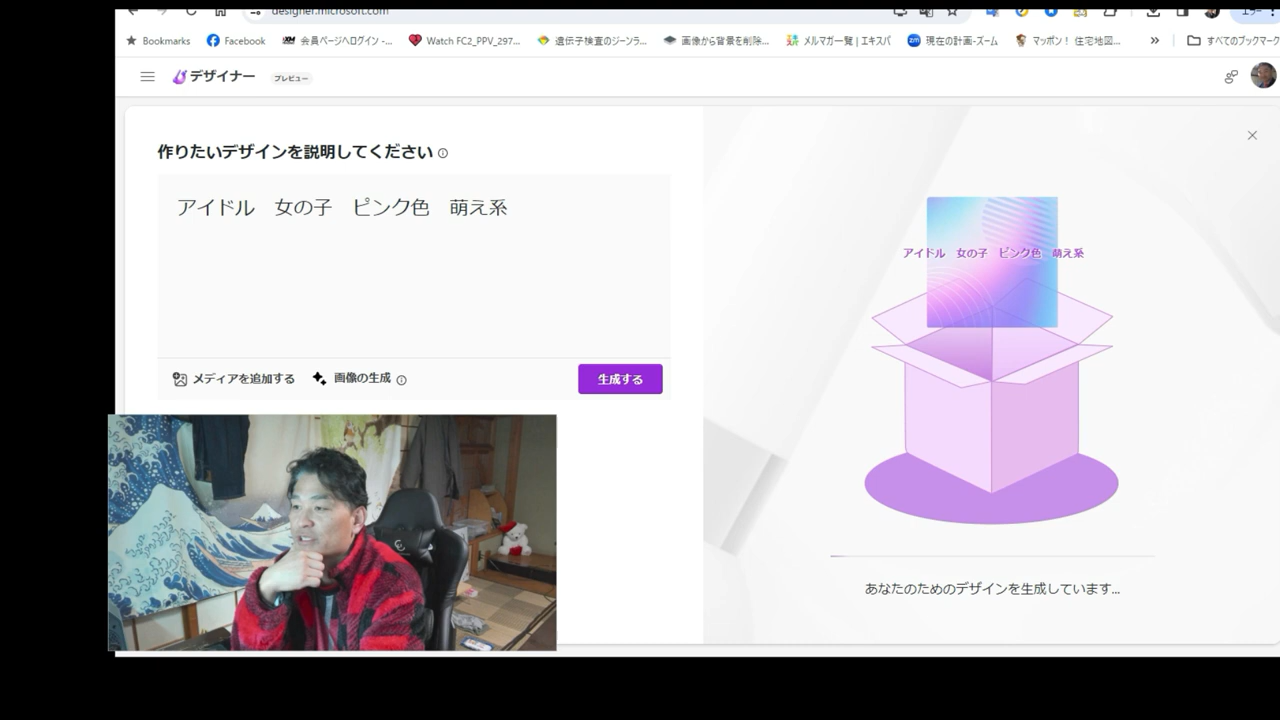 designer.microsoft.com
Bookmarks Facebook 会員ページへログイン -... Watch FC2_PPV_297... 遺伝子検査のジーンラ... 画像から背景を削除... メルマガ一覧 | エキスパ 現在の計画-ズーム マッポン！ 住宅地図... » すべてのブックマーク
デザイナー プレビュー
作りたいデザインを説明してください
アイドル　女の子　ピンク色　萌え系
アイドル　女の子　ピンク色　萌え系
メディアを追加する 画像の生成 生成する
あなたのためのデザインを生成しています...